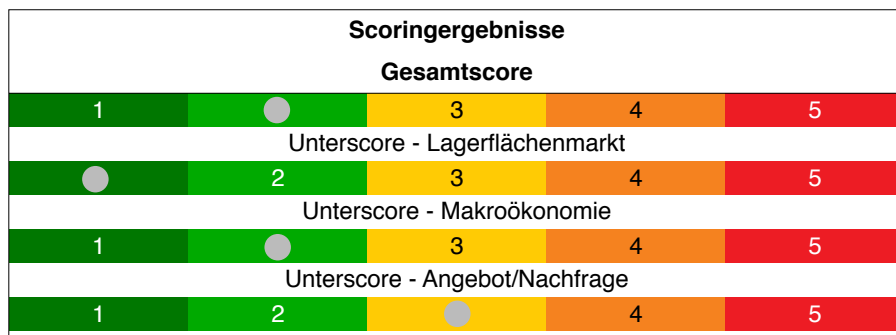 Scoringergebnisse
Gesamtscore
1 3 4 5
Unterscore - Lagerflächenmarkt
2 3 4 5
Unterscore - Makroökonomie
1 3 4 5
Unterscore - Angebot/Nachfrage
1 2 4 5